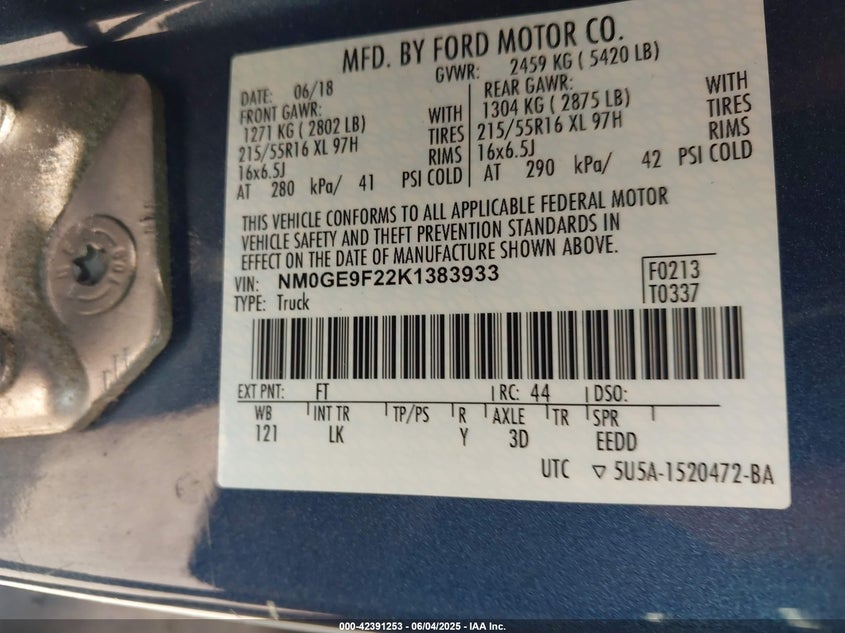 MFD. BY FORD MOTOR CO.
DATE: 06/18 GVWR: 2459 KG ( 5420 LB)
FRONT GAWR:
1271 KG ( 2802 LB) WITH
215/55R16 XL 97H TIRES
16x6.5J RIMS
AT 280 kPa/ 41 PSI COLD
REAR GAWR:
1304 KG ( 2875 LB) WITH
215/55R16 XL 97H TIRES
16x6.5J RIMS
AT 290 kPa/ 42 PSI COLD
THIS VEHICLE CONFORMS TO ALL APPLICABLE FEDERAL MOTOR
VEHICLE SAFETY AND THEFT PREVENTION STANDARDS IN
EFFECT ON THE DATE OF MANUFACTURE SHOWN ABOVE.
VIN: NM0GE9F22K1383933 F0213
TYPE: Truck T0337
EXT PNT: FT RC: 44 DSO:
WB INT TR TP/PS R AXLE TR SPR
121 LK Y 3D EEDD
UTC ▽ 5U5A-1520472-BA
000-42391253 - 06/04/2025 - IAA Inc.